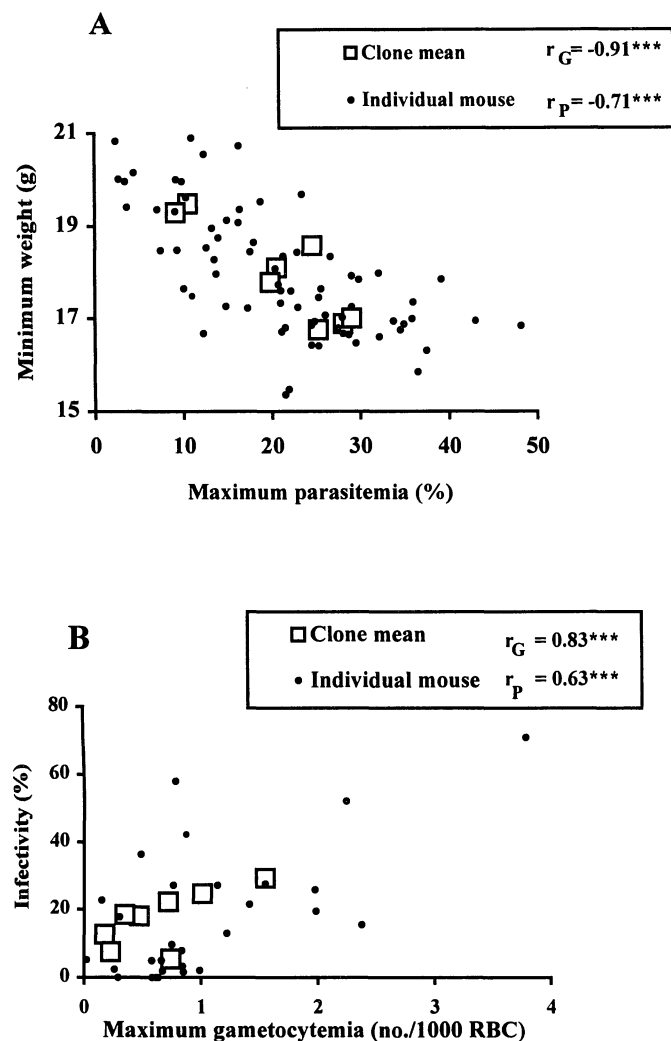 A
Clone mean r_G = -0.91***
Individual mouse r_P = -0.71***
21
19
17
15
Minimum weight (g)
0 10 20 30 40 50
Maximum parasitemia (%)
B
Clone mean r_G = 0.83***
Individual mouse r_P = 0.63***
80
60
40
20
0
Infectivity (%)
0 1 2 3 4
Maximum gametocytemia (no./1000 RBC)